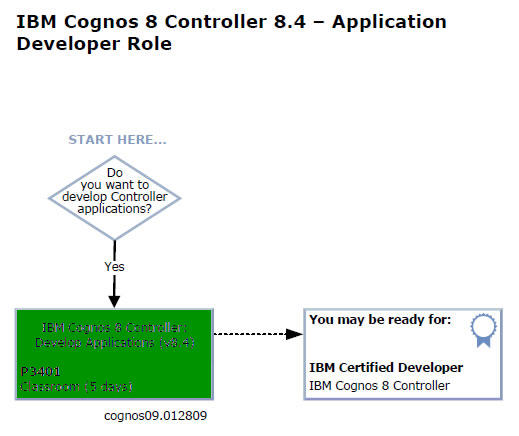 IBM Cognos 8 Controller 8.4 – Application
Developer Role
START HERE...
Do
you want to
develop Controller
applications?
Yes
IBM Cognos 8 Controller:
Develop Applications (v8.4)
P3401
Classroom (5 days)
You may be ready for:
IBM Certified Developer
IBM Cognos 8 Controller
cognos09.012809